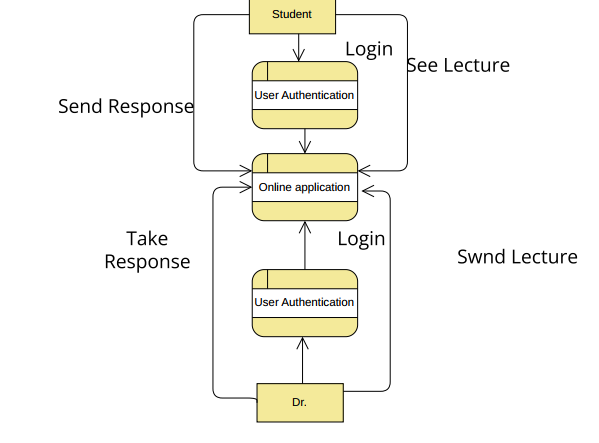 Student
Login
See Lecture
User Authentication
Send Response
Online application
Take
Response
Login
Swnd Lecture
User Authentication
Dr.